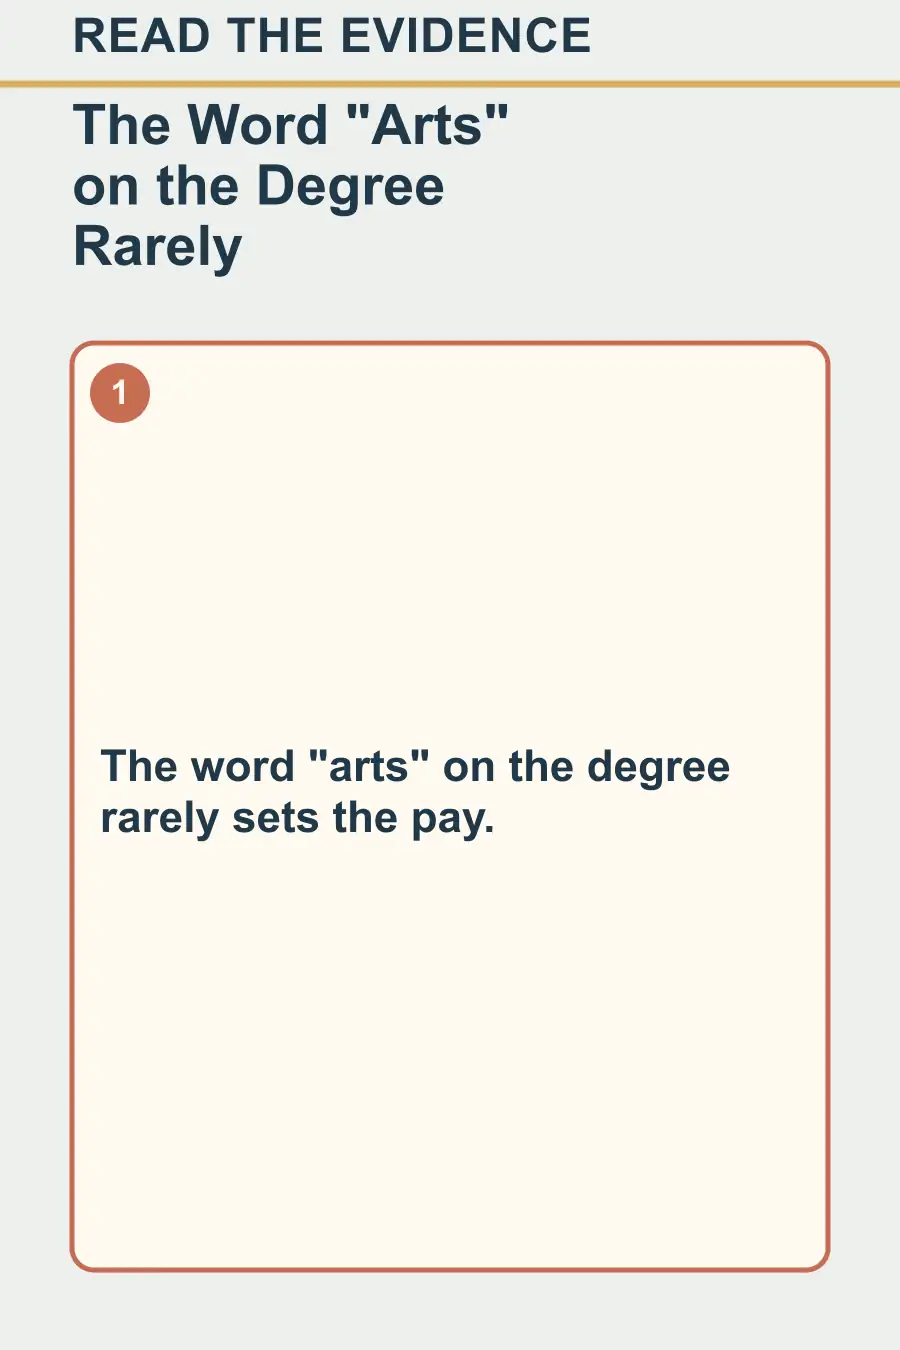 READ THE EVIDENCE
The Word "Arts"
on the Degree
Rarely
1
The word "arts" on the degree
rarely sets the pay.